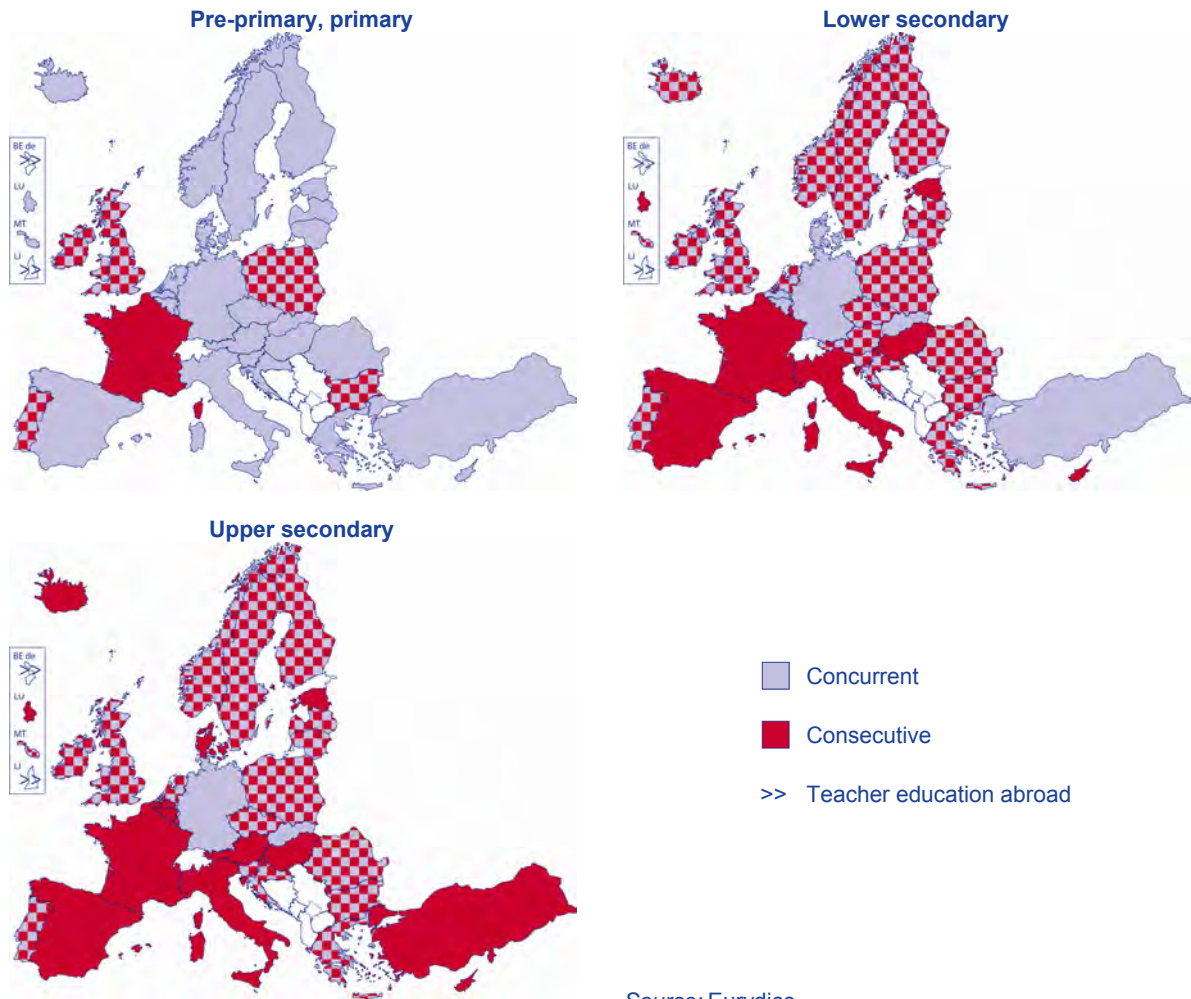 Pre-primary, primary
BE de
LU
MT
LI
Lower secondary
BE de
LU
MT
LI
Upper secondary
BE de
LU
MT
LI
Concurrent
Consecutive
>> Teacher education abroad
Source: Eurydice